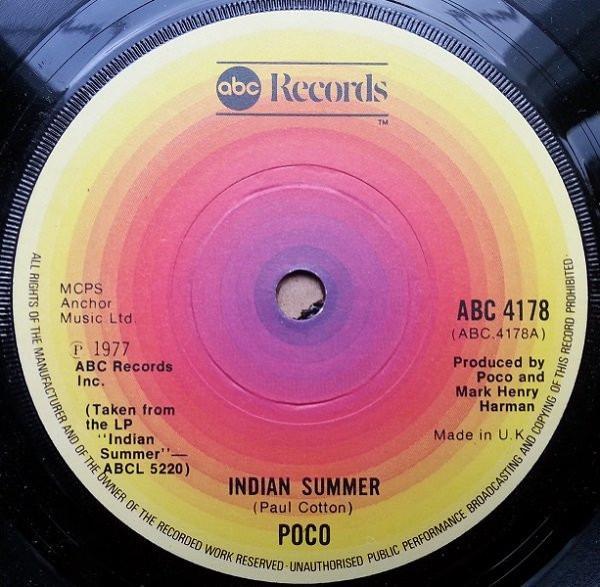 abc Records
TM
MCPS
Anchor
Music Ltd.
℗ 1977
ABC Records
Inc.
(Taken from
the LP
"Indian
Summer"—
ABCL 5220)
ABC 4178
(ABC.4178A)
Produced by
Poco and
Mark Henry
Harman
Made in U.K.
INDIAN SUMMER
(Paul Cotton)
POCO
ALL RIGHTS OF THE MANUFACTURER AND OF THE OWNER OF THE RECORDED WORK RESERVED · UNAUTHORISED PUBLIC PERFORMANCE BROADCASTING AND COPYING OF THIS RECORD PROHIBITED·